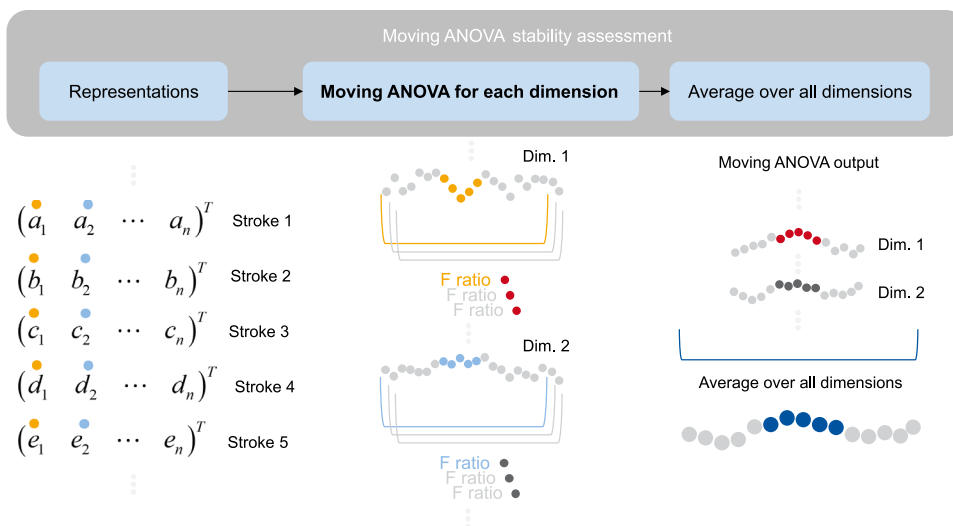 Moving ANOVA stability assessment
Representations
Moving ANOVA for each dimension
Average over all dimensions
(a₁ a₂ ⋯ aₙ)ᵀ Stroke 1
(b₁ b₂ ⋯ bₙ)ᵀ Stroke 2
(c₁ c₂ ⋯ cₙ)ᵀ Stroke 3
(d₁ d₂ ⋯ dₙ)ᵀ Stroke 4
(e₁ e₂ ⋯ eₙ)ᵀ Stroke 5
Dim. 1
F ratio
F ratio
F ratio
Dim. 2
F ratio
F ratio
F ratio
Moving ANOVA output
Dim. 1
Dim. 2
Average over all dimensions